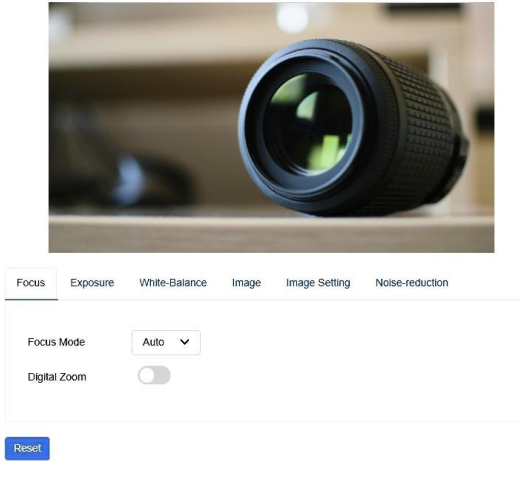 Focus Exposure White-Balance Image Image Setting Noise-reduction
Focus Mode Auto
Digital Zoom
Reset